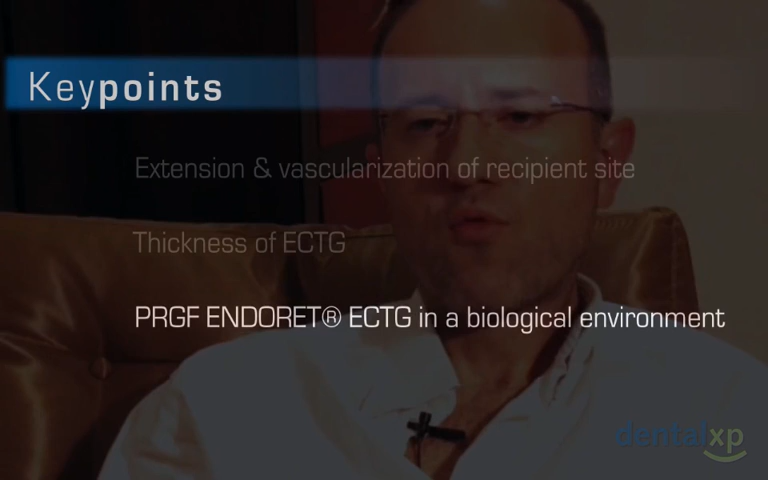 Keypoints
Extension & vascularization of recipient site
Thickness of ECTG
PRGF ENDORET® ECTG in a biological environment
dentalxp